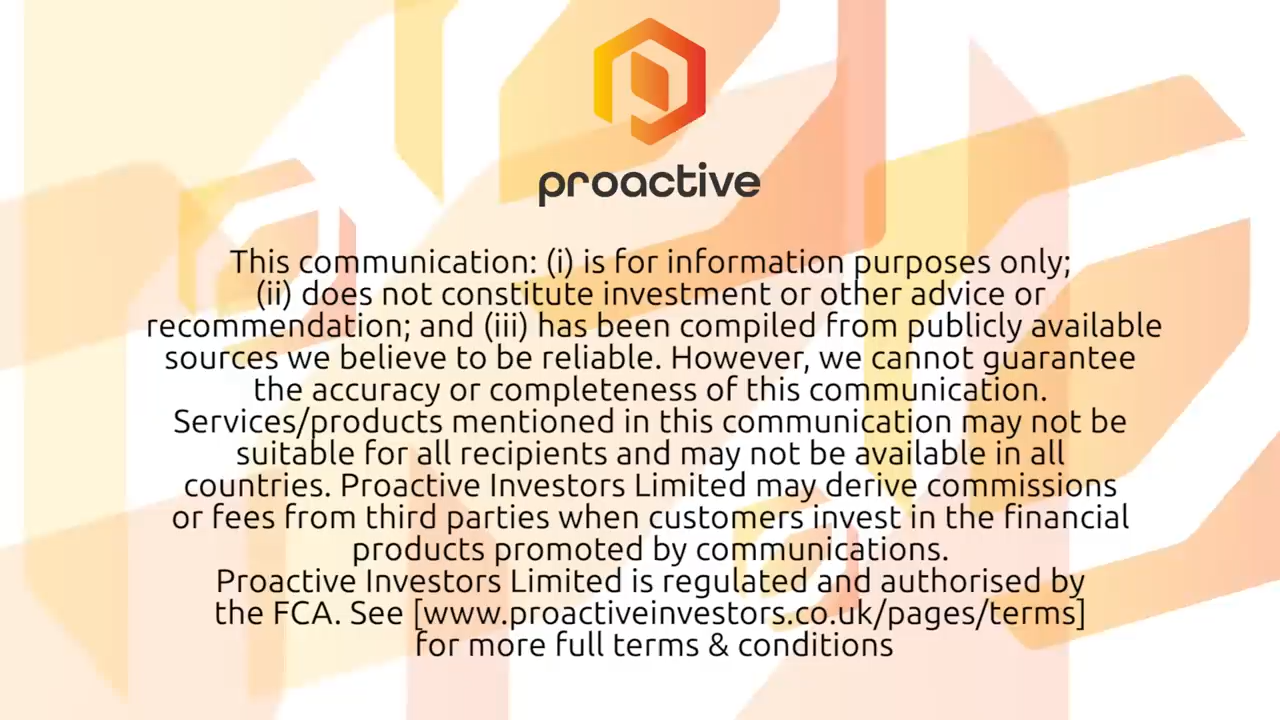 proactive
This communication: (i) is for information purposes only;
(ii) does not constitute investment or other advice or
recommendation; and (iii) has been compiled from publicly available
sources we believe to be reliable. However, we cannot guarantee
the accuracy or completeness of this communication.
Services/products mentioned in this communication may not be
suitable for all recipients and may not be available in all
countries. Proactive Investors Limited may derive commissions
or fees from third parties when customers invest in the financial
products promoted by communications.
Proactive Investors Limited is regulated and authorised by
the FCA. See [www.proactiveinvestors.co.uk/pages/terms]
for more full terms & conditions